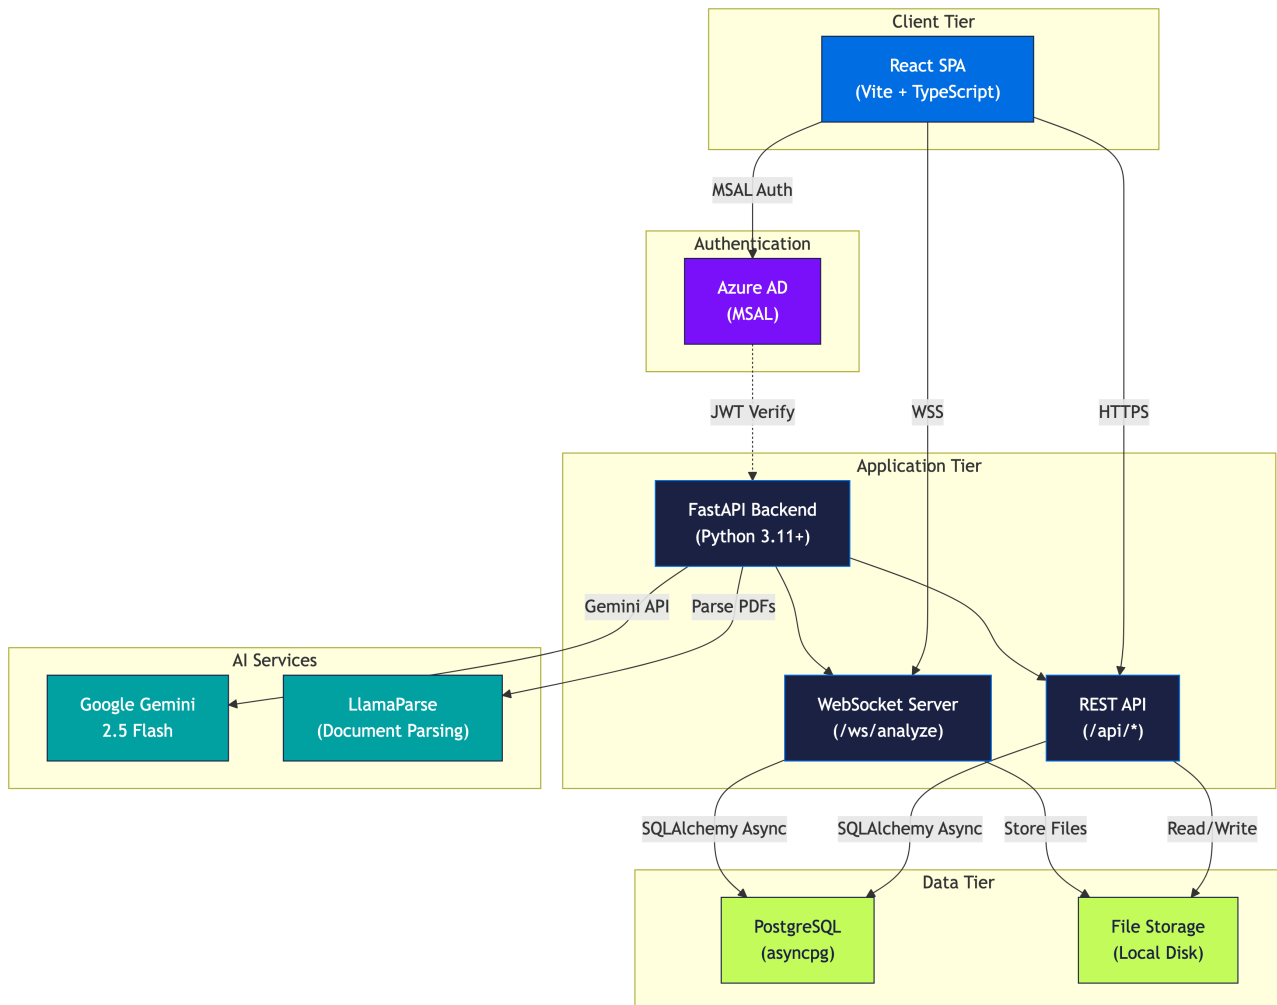 Client Tier
React SPA
(Vite + TypeScript)
MSAL Auth
Authentication
Azure AD
(MSAL)
JWT Verify
WSS
HTTPS
Application Tier
FastAPI Backend
(Python 3.11+)
Gemini API
Parse PDFs
AI Services
Google Gemini
2.5 Flash
LlamaParse
(Document Parsing)
WebSocket Server
(/ws/analyze)
REST API
(/api/*)
SQLAlchemy Async
SQLAlchemy Async
Store Files
Read/Write
Data Tier
PostgreSQL
(asyncpg)
File Storage
(Local Disk)